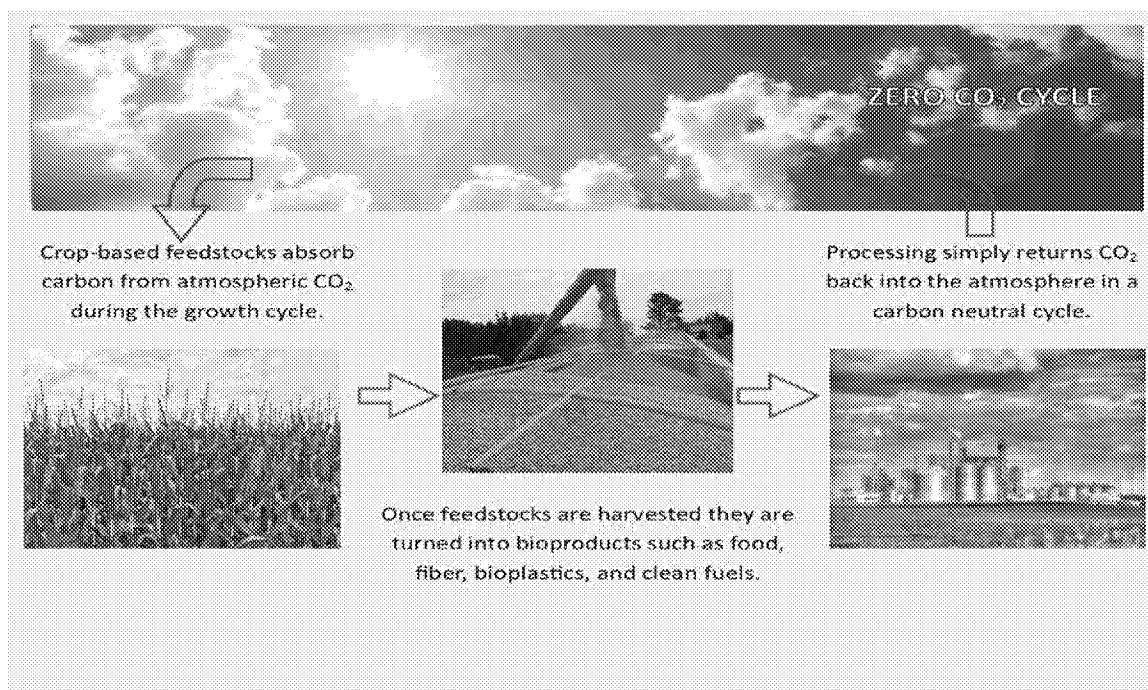 ZERO CO₂ CYCLE
Crop-based feedstocks absorb
carbon from atmospheric CO₂
during the growth cycle.
Processing simply returns CO₂
back into the atmosphere in a
carbon neutral cycle.
Once feedstocks are harvested they are
turned into bioproducts such as food,
fiber, bioplastics, and clean fuels.